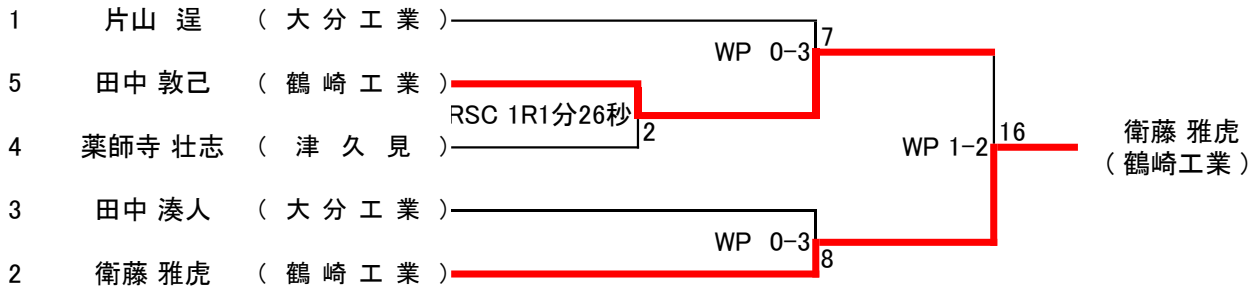 1 片山 逞 （ 大 分 工 業 ）
7
WP 0-3
5 田中 敦己 （ 鶴 崎 工 業 ）
RSC 1R1分26秒
2
16
4 薬師寺 壮志 （ 津 久 見 ）
WP 1-2
衛藤 雅虎
（ 鶴崎工業 ）
3 田中 湊人 （ 大 分 工 業 ）
WP 0-3
8
2 衛藤 雅虎 （ 鶴 崎 工 業 ）